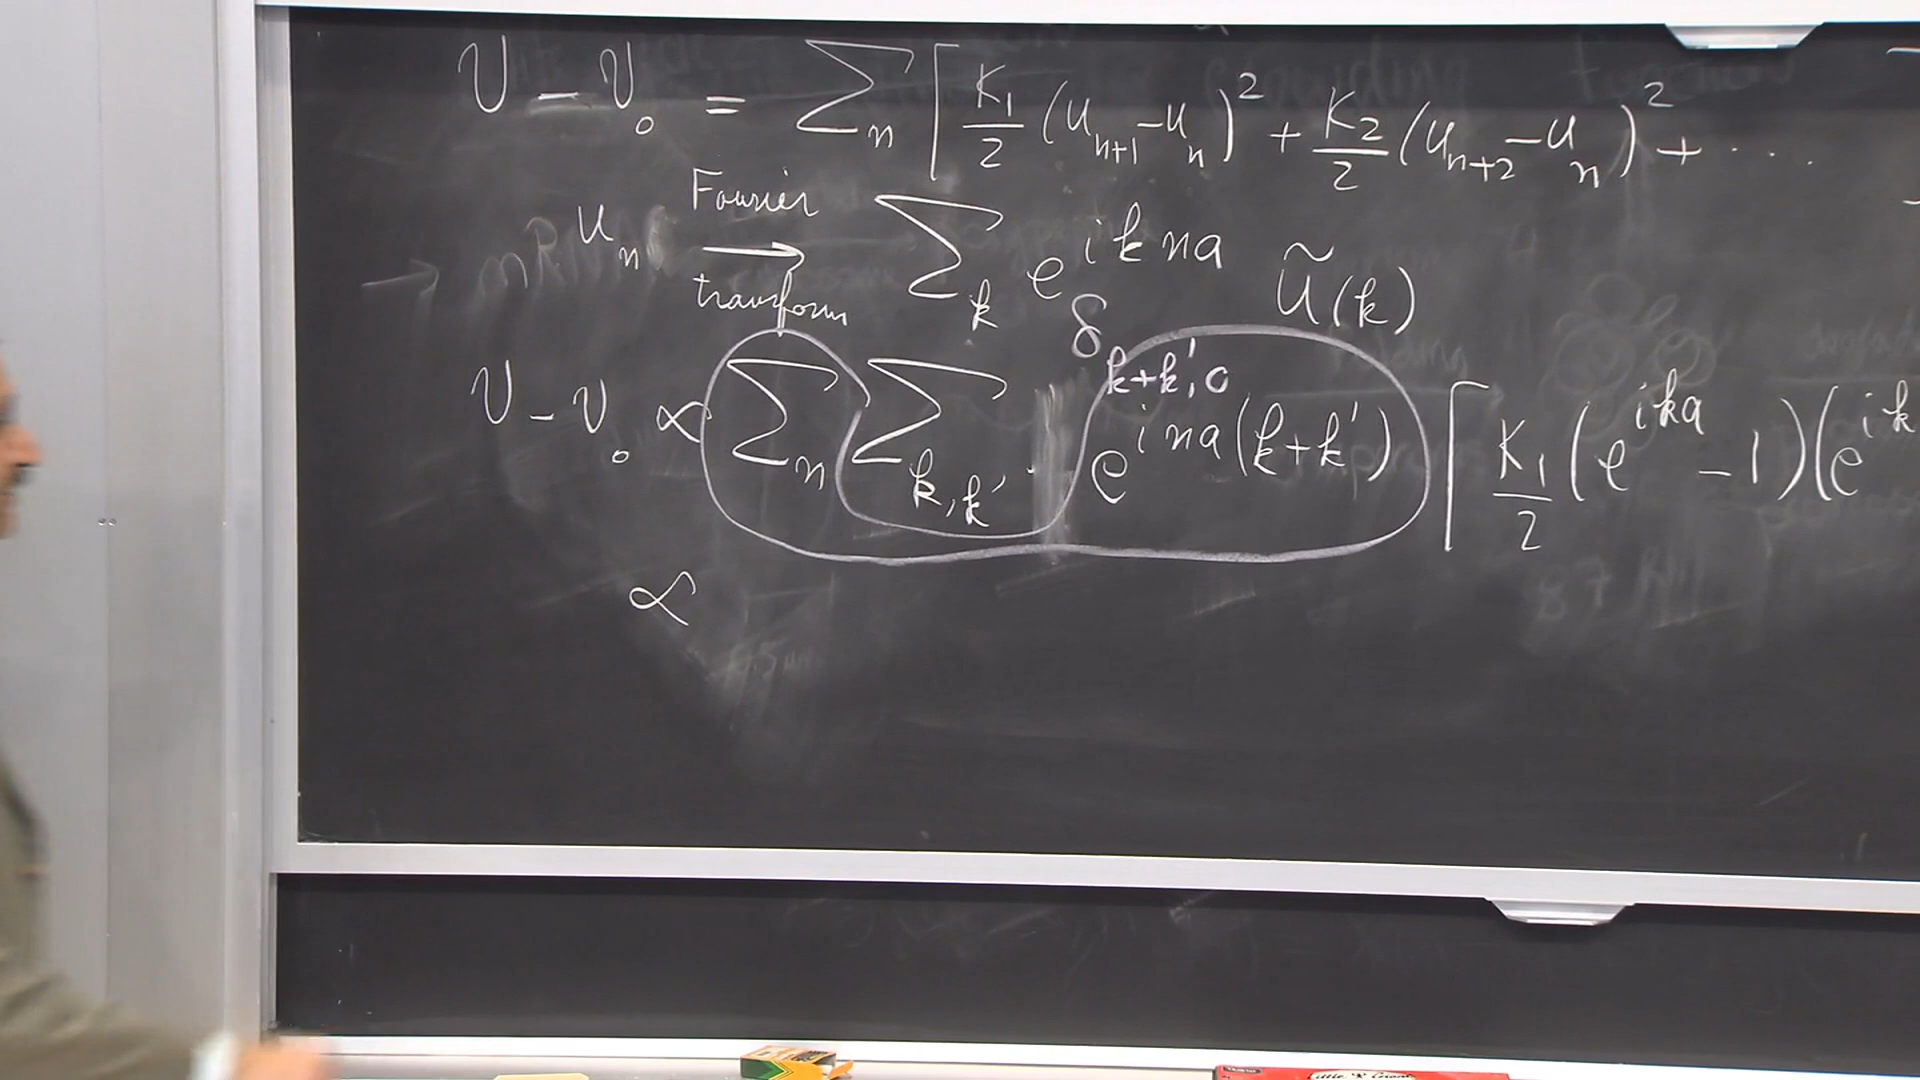 V - V₀ = Σₙ [ K₁/2 (uₙ₊₁ - uₙ)² + K₂/2 (uₙ₊₂ - uₙ)² + ....
uₙ Fourier transform → Σₖ e^{ikna} ũ(k)
δ_{k+k',0}
V - V₀ ∝ Σₙ Σ_{k,k'} · e^{ina(k+k')} [ K₁/2 (e^{ika} - 1)(e^{ik
∝